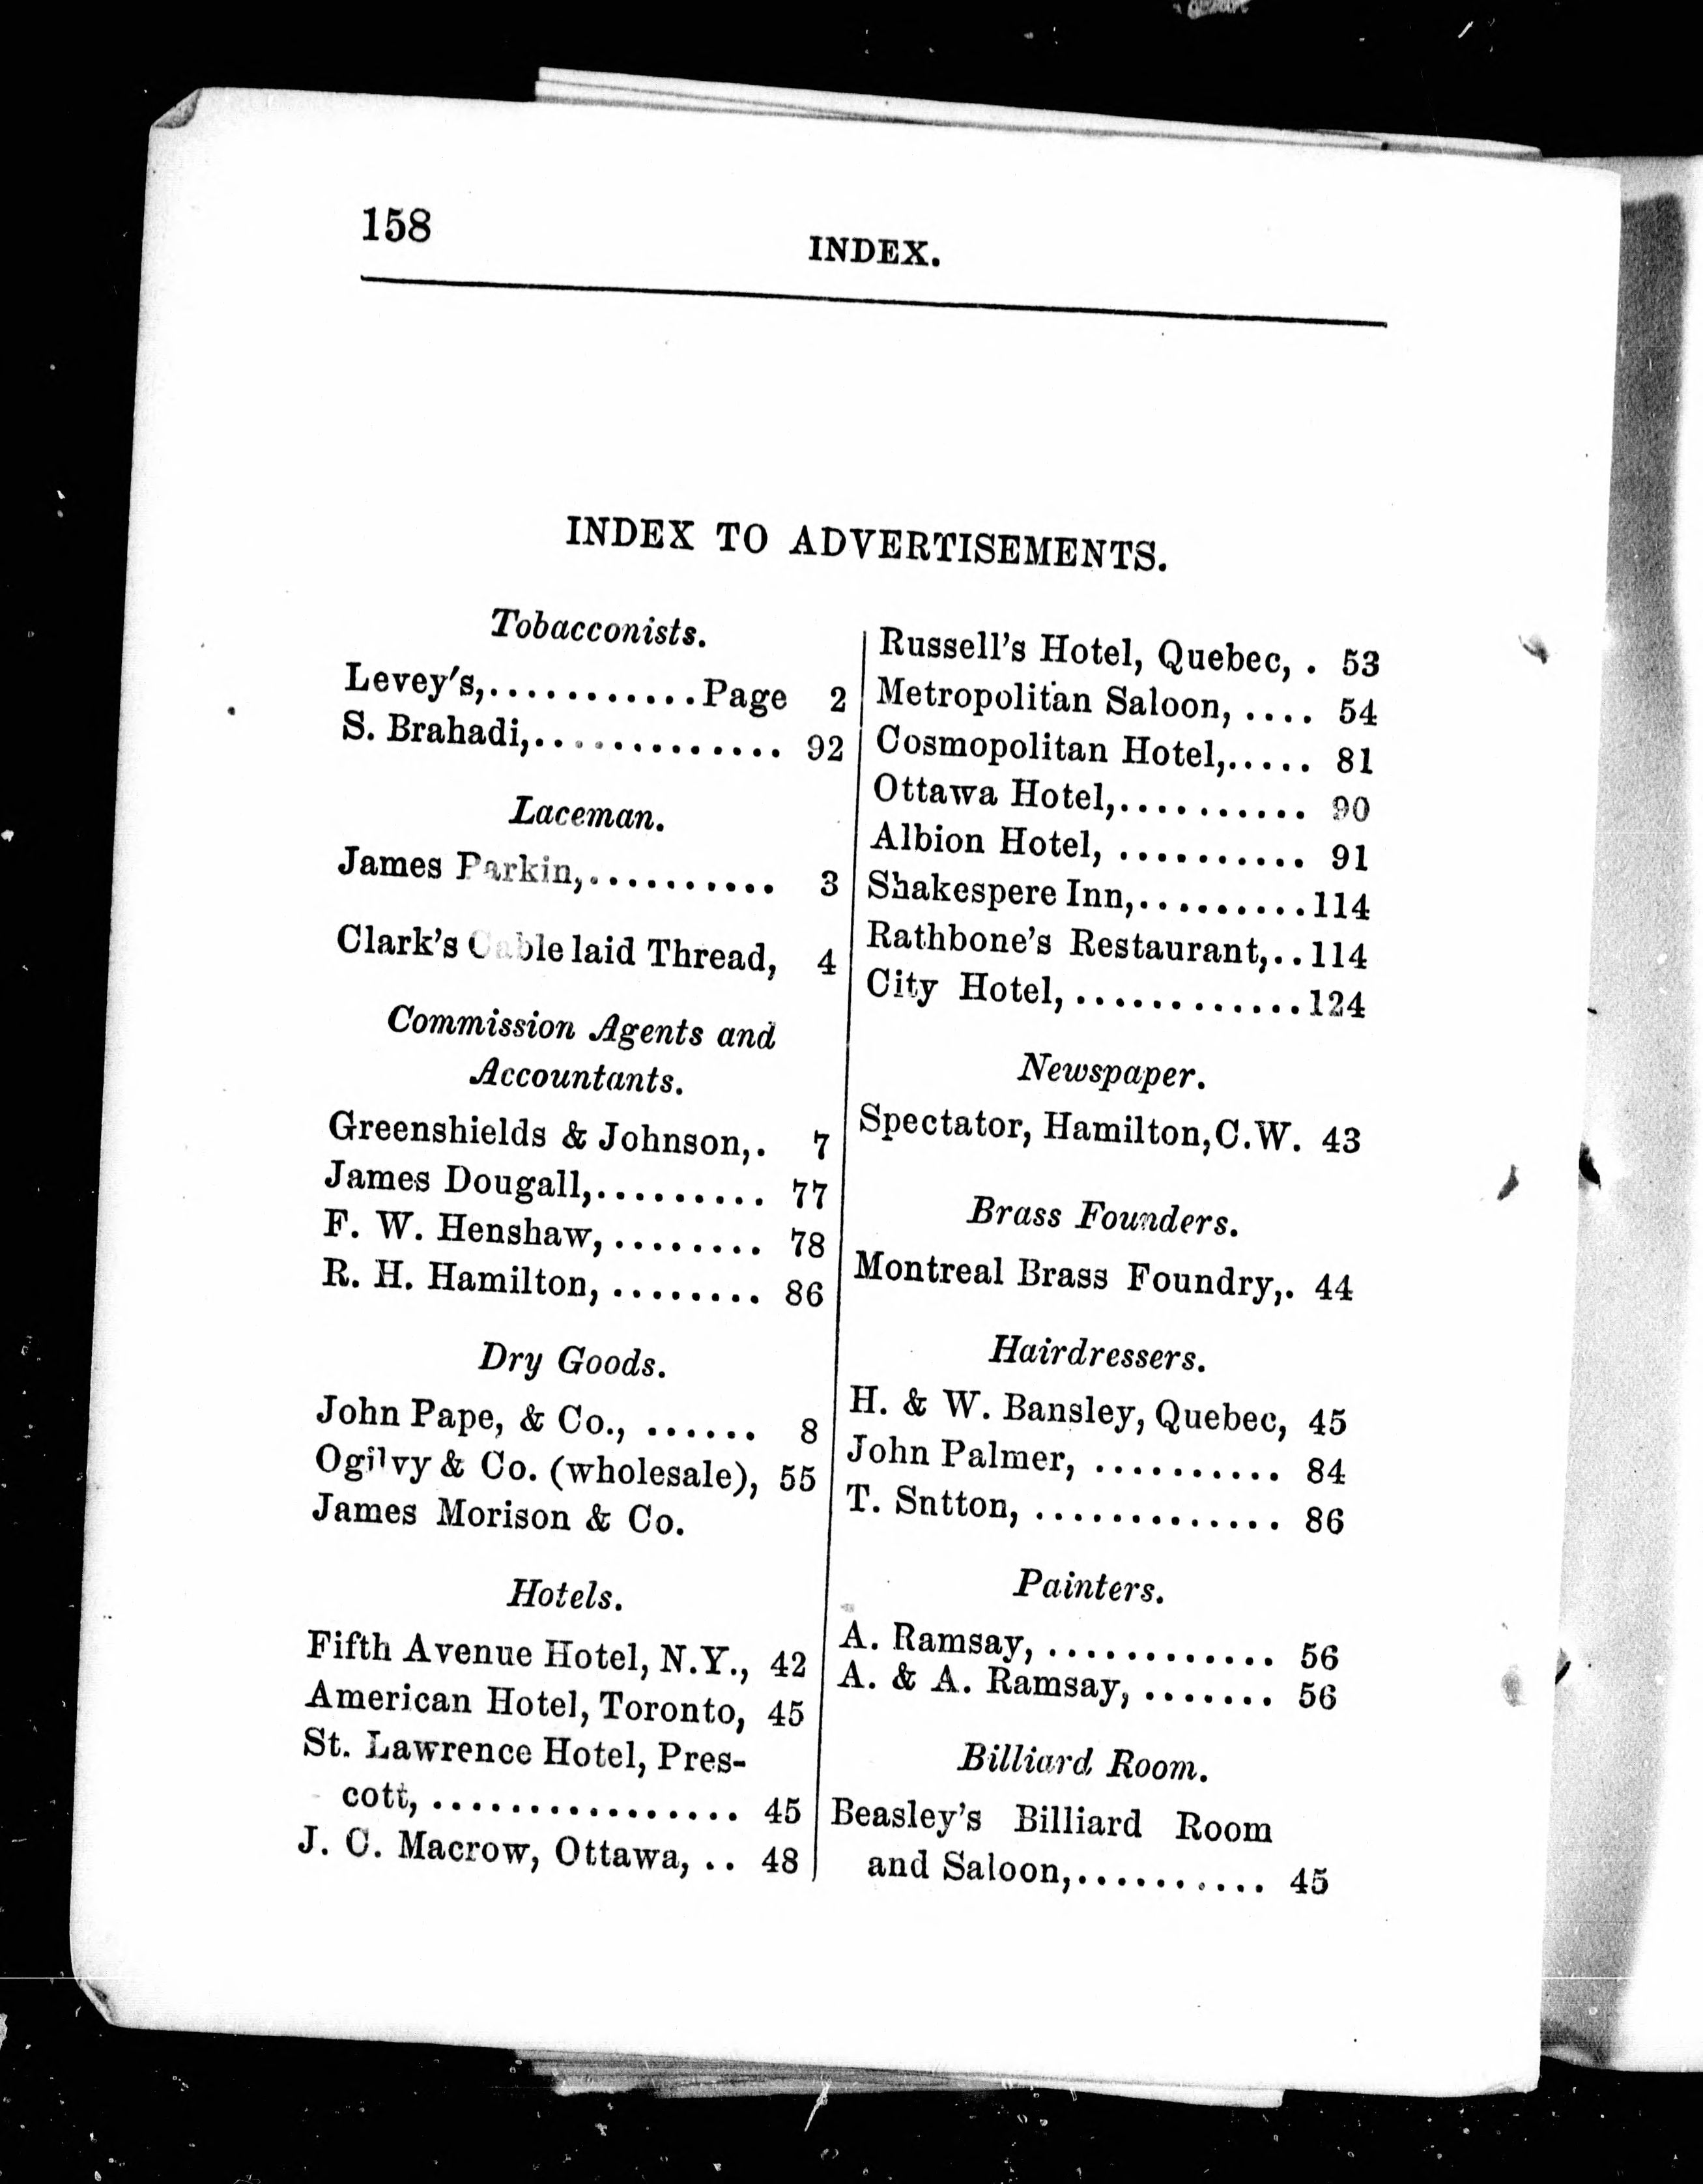 158
INDEX.
INDEX TO ADVERTISEMENTS.
Tobacconists.
Levey's,...........Page 2
S. Brahadi,............. 92
Laceman.
James Parkin,.......... 3
Clark's Cable laid Thread, 4
Commission Agents and
Accountants.
Greenshields & Johnson,. 7
James Dougall,......... 77
F. W. Henshaw, ........ 78
R. H. Hamilton, ........ 86
Dry Goods.
John Pape, & Co., ...... 8
Ogilvy & Co. (wholesale), 55
James Morison & Co.
Hotels.
Fifth Avenue Hotel, N.Y., 42
American Hotel, Toronto, 45
St. Lawrence Hotel, Pres-
cott, ................ 45
J. C. Macrow, Ottawa, .. 48
Russell's Hotel, Quebec, . 53
Metropolitan Saloon, .... 54
Cosmopolitan Hotel,..... 81
Ottawa Hotel,.......... 90
Albion Hotel, .......... 91
Shakespere Inn,.........114
Rathbone's Restaurant,..114
City Hotel, ............124
Newspaper.
Spectator, Hamilton,C.W. 43
Brass Founders.
Montreal Brass Foundry,. 44
Hairdressers.
H. & W. Bansley, Quebec, 45
John Palmer, .......... 84
T. Sntton, ............. 86
Painters.
A. Ramsay, ............ 56
A. & A. Ramsay, ....... 56
Billiard Room.
Beasley's Billiard Room
and Saloon,.......... 45